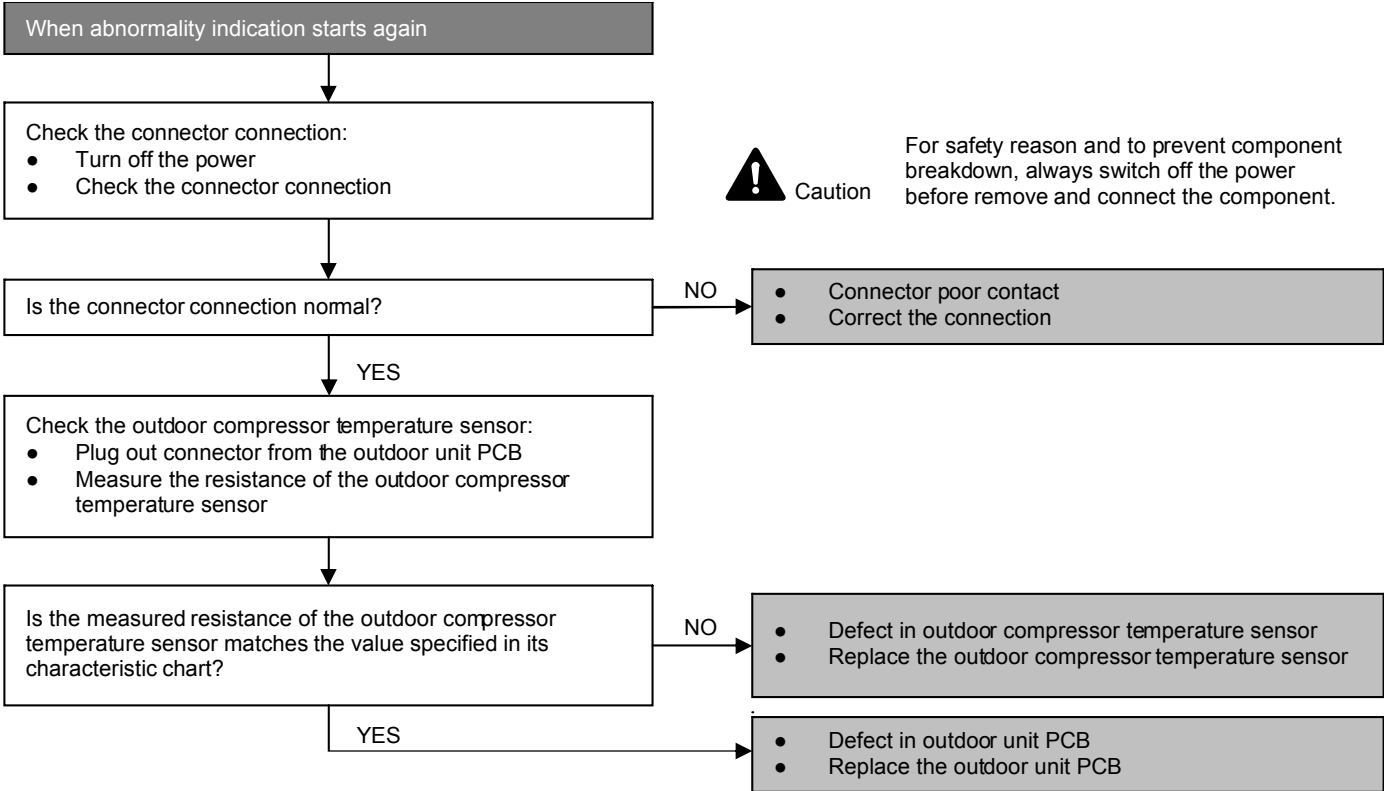 When abnormality indication starts again
Check the connector connection:
● Turn off the power
● Check the connector connection
Caution
For safety reason and to prevent component
breakdown, always switch off the power
before remove and connect the component.
Is the connector connection normal?
NO
● Connector poor contact
● Correct the connection
YES
Check the outdoor compressor temperature sensor:
● Plug out connector from the outdoor unit PCB
● Measure the resistance of the outdoor compressor
temperature sensor
Is the measured resistance of the outdoor compressor
temperature sensor matches the value specified in its
characteristic chart?
NO
● Defect in outdoor compressor temperature sensor
● Replace the outdoor compressor temperature sensor
YES
● Defect in outdoor unit PCB
● Replace the outdoor unit PCB